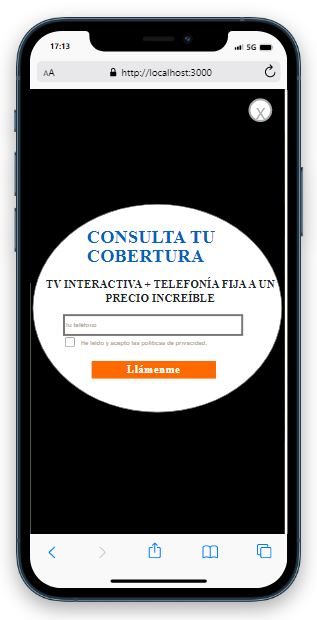 17:13
5G
AA
http://localhost:3000
X
CONSULTA TU
COBERTURA
TV INTERACTIVA + TELEFONÍA FIJA A UN
PRECIO INCREÍBLE
Tu teléfono
He leído y acepto las políticas de privacidad.
Llámenme